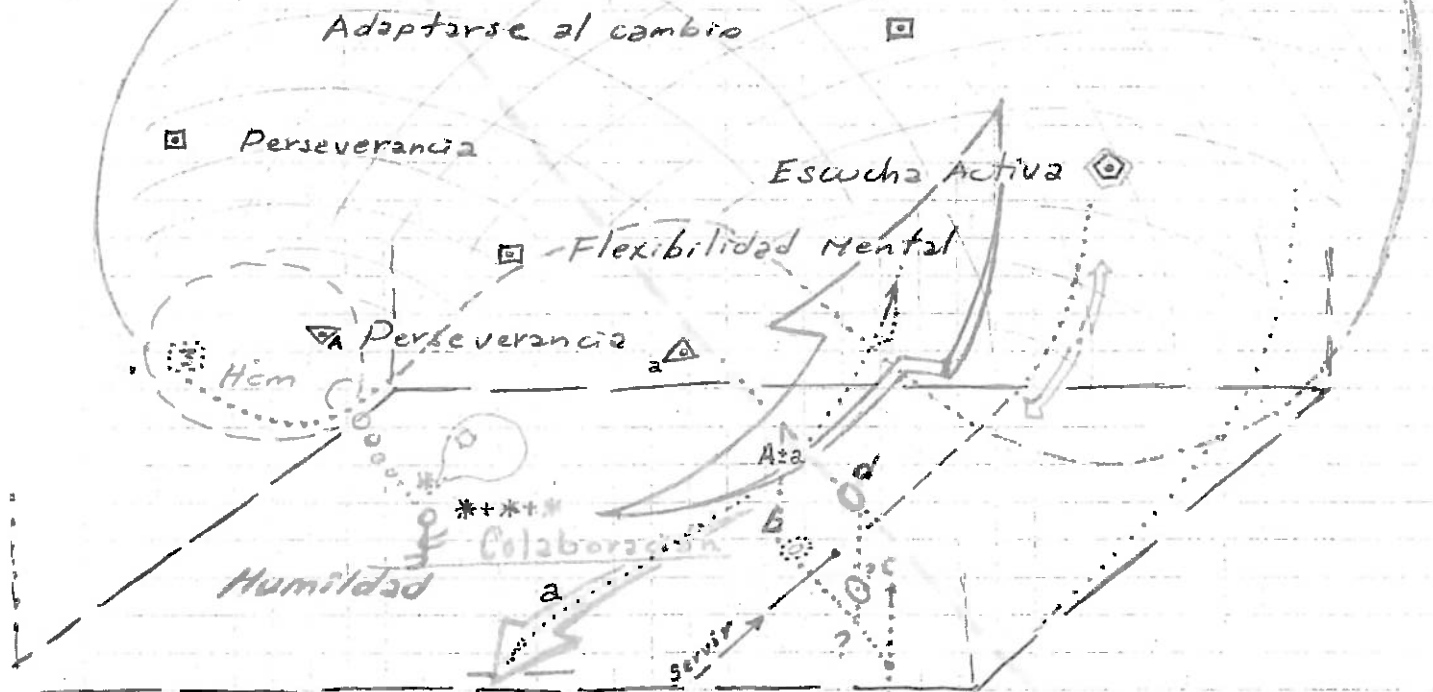 Adaptarse al cambio
Perseverancia
Escucha Activa
Flexibilidad Mental
A Perseverancia
a
Hcm
A±a
d
*
*+*+*
b
Colaboración
c
Humildad
a
?
Servir